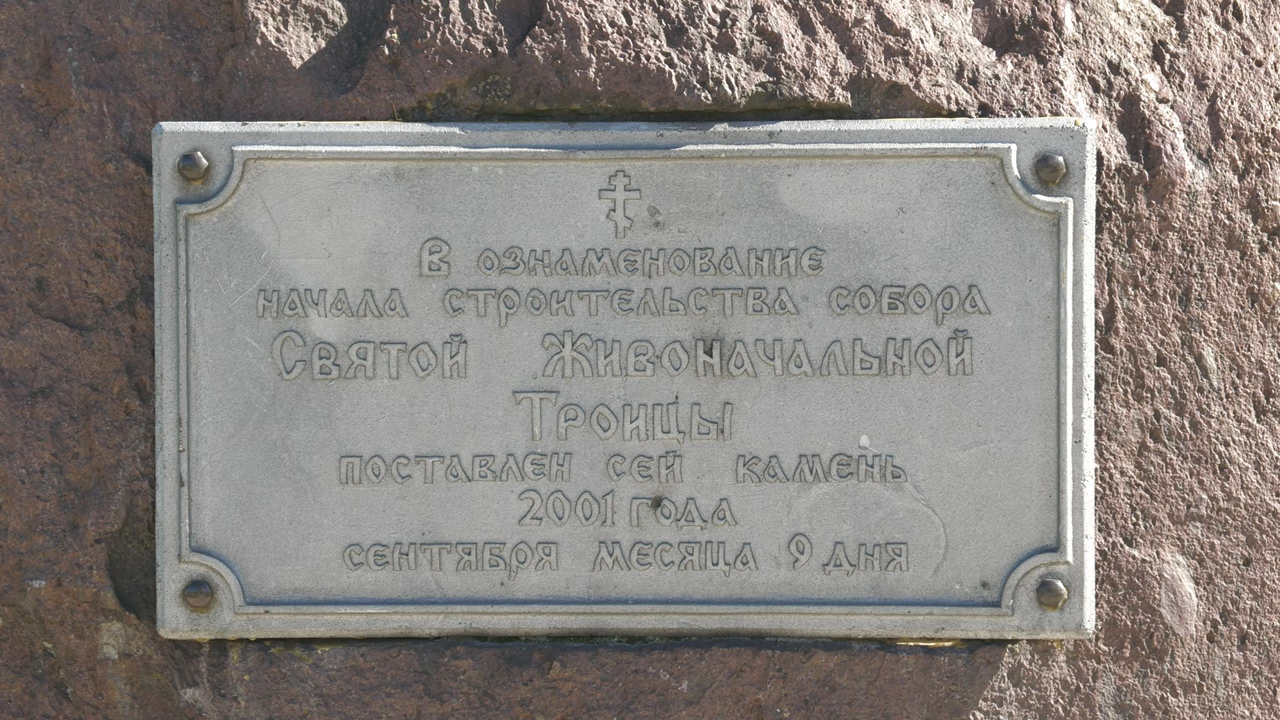 В ознаменование
начала строительства собора
Святой Живоначальной
Троицы
поставлен сей камень
2001 года
сентября месяца 9 дня